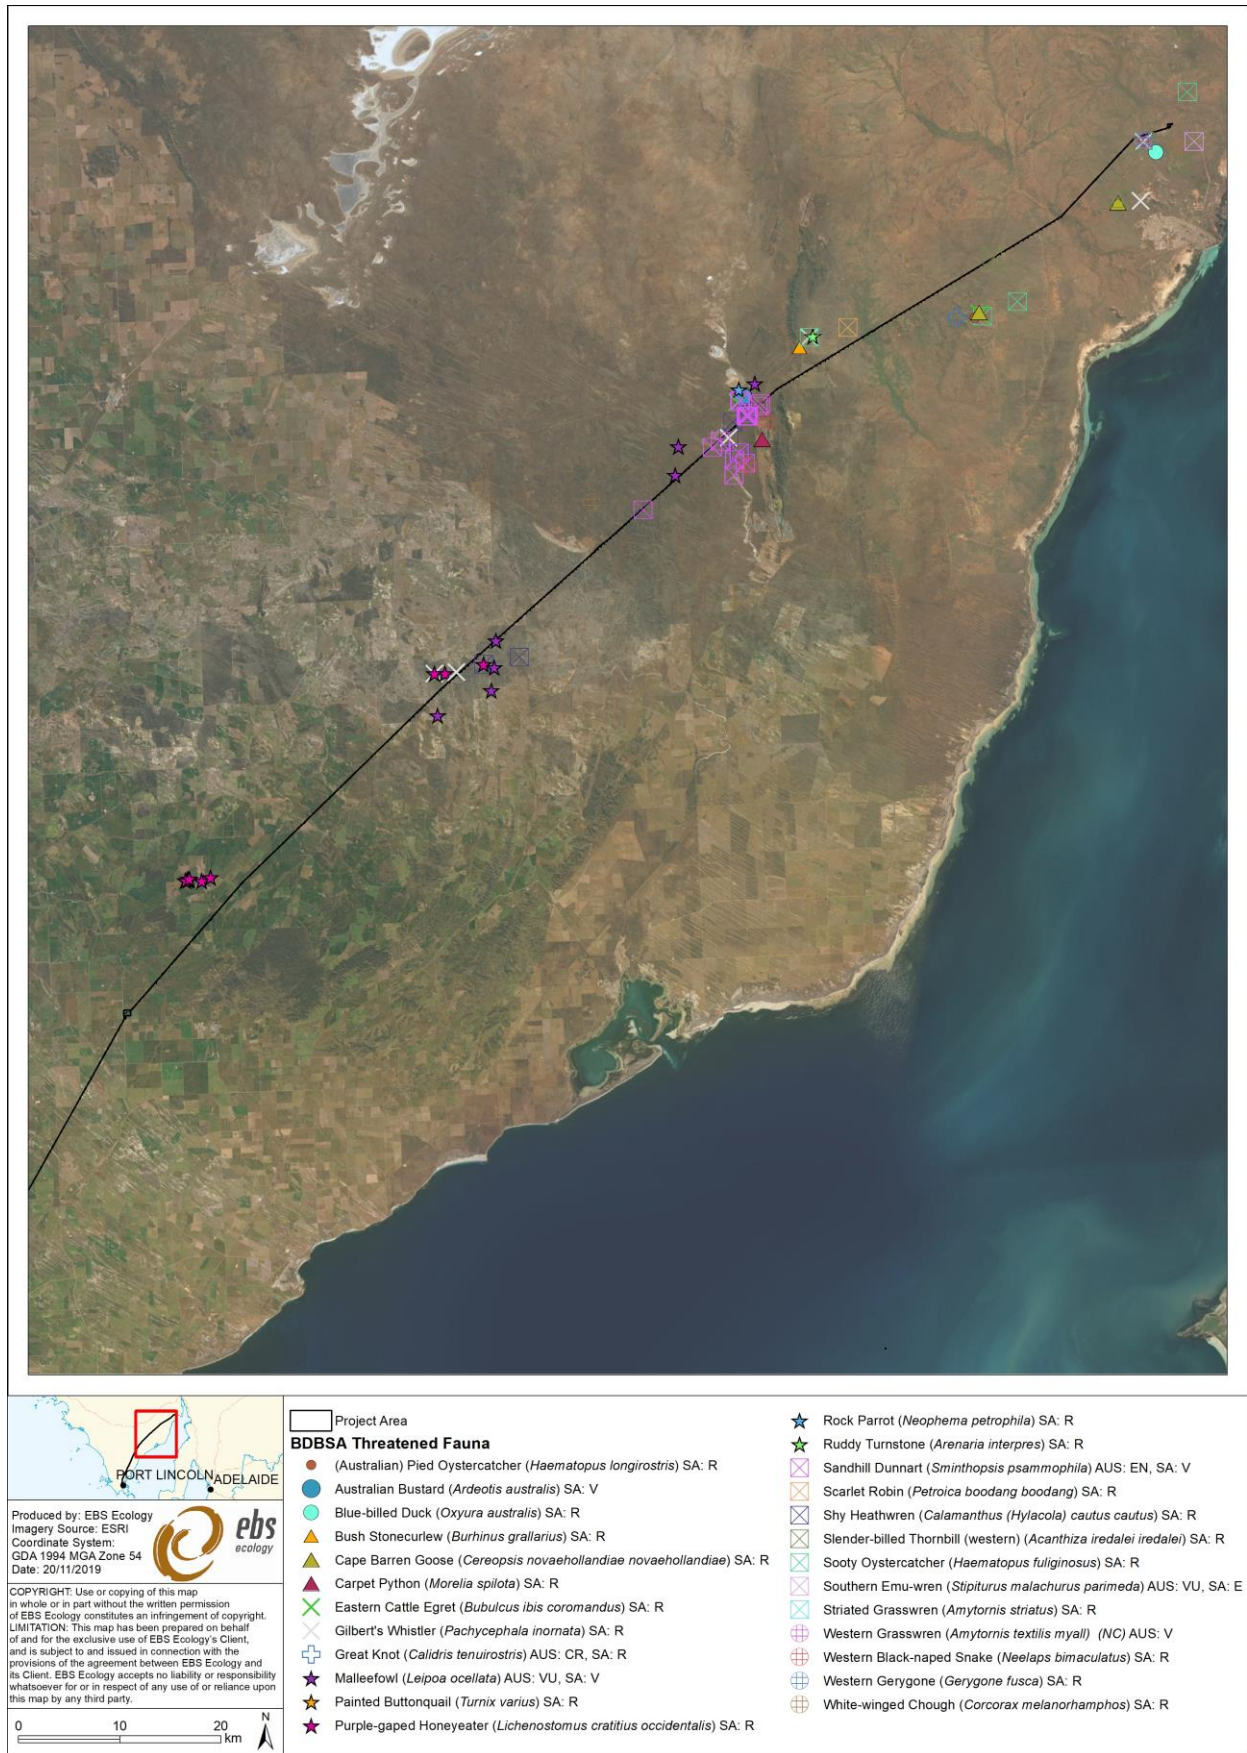 PORT LINCOLN
ADELAIDE
Produced by: EBS Ecology
Imagery Source: ESRI
Coordinate System:
GDA 1994 MGA Zone 54
Date: 20/11/2019
ebs
ecology
COPYRIGHT: Use or copying of this map
in whole or in part without the written permission
of EBS Ecology constitutes an infringement of copyright.
LIMITATION: This map has been prepared on behalf
of and for the exclusive use of EBS Ecology's Client,
and is subject to and issued in connection with the
provisions of the agreement between EBS Ecology and
its Client. EBS Ecology accepts no liability or responsibility
whatsoever for or in respect of any use of or reliance upon
this map by any third party.
0 10 20
km
N
Project Area
BDBSA Threatened Fauna
(Australian) Pied Oystercatcher (Haematopus longirostris) SA: R
Australian Bustard (Ardeotis australis) SA: V
Blue-billed Duck (Oxyura australis) SA: R
Bush Stonecurlew (Burhinus grallarius) SA: R
Cape Barren Goose (Cereopsis novaehollandiae novaehollandiae) SA: R
Carpet Python (Morelia spilota) SA: R
Eastern Cattle Egret (Bubulcus ibis coromandus) SA: R
Gilbert's Whistler (Pachycephala inornata) SA: R
Great Knot (Calidris tenuirostris) AUS: CR, SA: R
Malleefowl (Leipoa ocellata) AUS: VU, SA: V
Painted Buttonquail (Turnix varius) SA: R
Purple-gaped Honeyeater (Lichenostomus cratitius occidentalis) SA: R
Rock Parrot (Neophema petrophila) SA: R
Ruddy Turnstone (Arenaria interpres) SA: R
Sandhill Dunnart (Sminthopsis psammophila) AUS: EN, SA: V
Scarlet Robin (Petroica boodang boodang) SA: R
Shy Heathwren (Calamanthus (Hylacola) cautus cautus) SA: R
Slender-billed Thornbill (western) (Acanthiza iredalei iredalei) SA: R
Sooty Oystercatcher (Haematopus fuliginosus) SA: R
Southern Emu-wren (Stipiturus malachurus parimeda) AUS: VU, SA: E
Striated Grasswren (Amytornis striatus) SA: R
Western Grasswren (Amytornis textilis myall) (NC) AUS: V
Western Black-naped Snake (Neelaps bimaculatus) SA: R
Western Gerygone (Gerygone fusca) SA: R
White-winged Chough (Corcorax melanorhamphos) SA: R